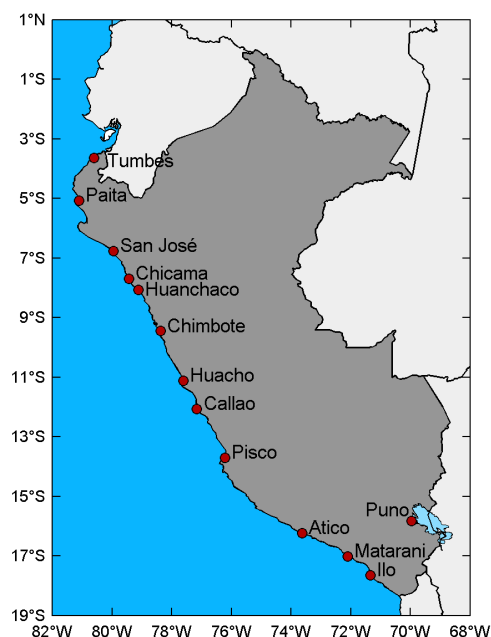 1°N
1°S
3°S
Tumbes
5°S
Paita
7°S
San José
Chicama
9°S
Huanchaco
Chimbote
11°S
Huacho
Callao
13°S
Pisco
15°S
Puno
Atico
17°S
Matarani
Ilo
19°S
82°W 80°W 78°W 76°W 74°W 72°W 70°W 68°W